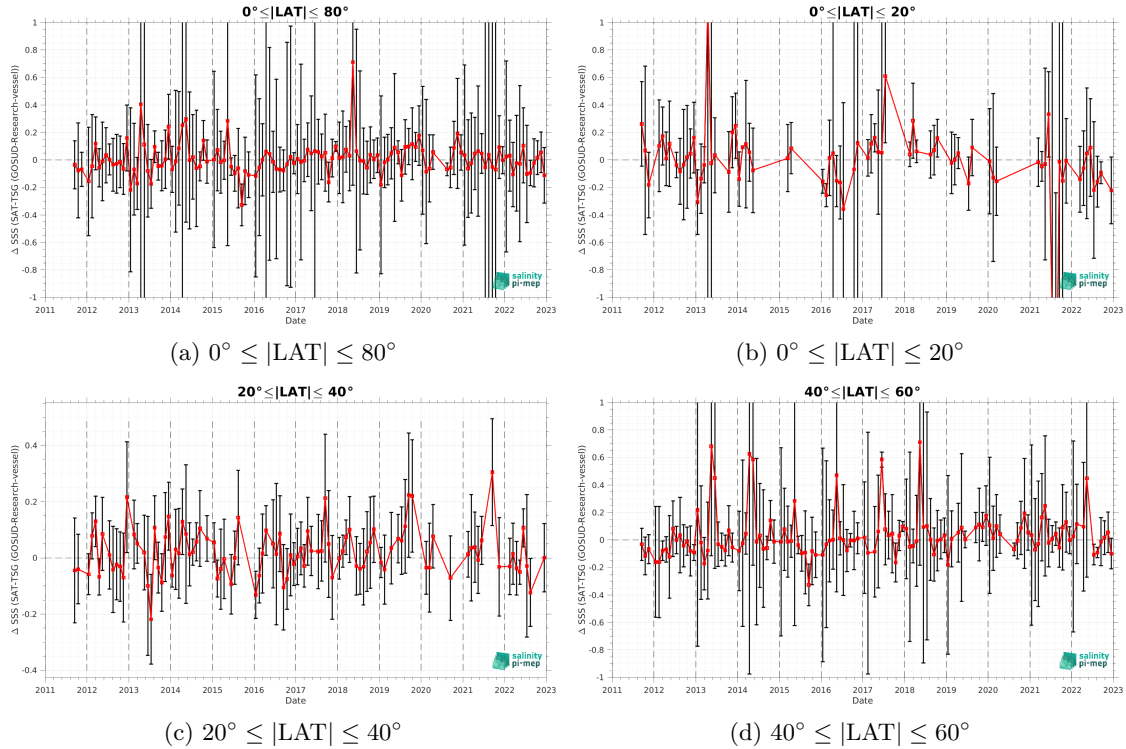 0°≤|LAT|≤ 80°
1
0.8
0.6
0.4
0.2
0
-0.2
-0.4
-0.6
-0.8
-1
Δ SSS (SAT-TSG (GOSUD-Research-vessel))
2011 2012 2013 2014 2015 2016 2017 2018 2019 2020 2021 2022 2023
Date
salinity
pi-mep
(a) 0° ≤ |LAT| ≤ 80°
0°≤|LAT|≤ 20°
1
0.8
0.6
0.4
0.2
0
-0.2
-0.4
-0.6
-0.8
-1
Δ SSS (SAT-TSG (GOSUD-Research-vessel))
2011 2012 2013 2014 2015 2016 2017 2018 2019 2020 2021 2022 2023
Date
salinity
pi-mep
(b) 0° ≤ |LAT| ≤ 20°
20°≤|LAT|≤ 40°
0.4
0.2
0
-0.2
-0.4
Δ SSS (SAT-TSG (GOSUD-Research-vessel))
2011 2012 2013 2014 2015 2016 2017 2018 2019 2020 2021 2022 2023
Date
salinity
pi-mep
(c) 20° ≤ |LAT| ≤ 40°
40°≤|LAT|≤ 60°
1
0.8
0.6
0.4
0.2
0
-0.2
-0.4
-0.6
-0.8
-1
Δ SSS (SAT-TSG (GOSUD-Research-vessel))
2011 2012 2013 2014 2015 2016 2017 2018 2019 2020 2021 2022 2023
Date
salinity
pi-mep
(d) 40° ≤ |LAT| ≤ 60°